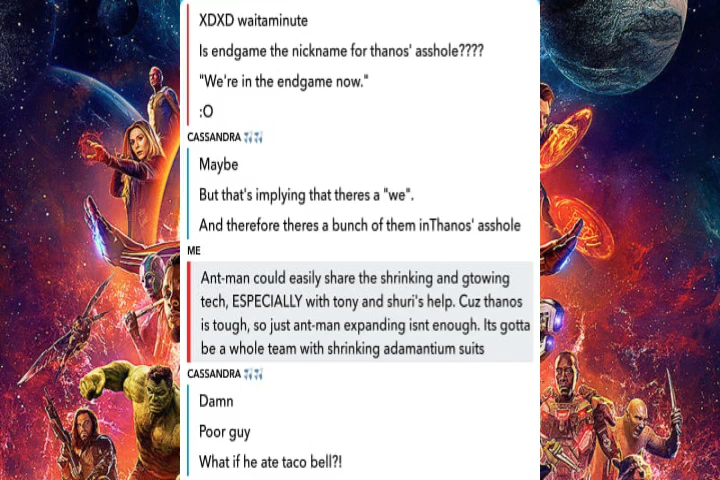 XDXD waitaminute
Is endgame the nickname for thanos' asshole????
"We're in the endgame now."
:O
CASSANDRA ✈️✈️
Maybe
But that's implying that theres a "we".
And therefore theres a bunch of them inThanos' asshole
ME
Ant-man could easily share the shrinking and gtowing
tech, ESPECIALLY with tony and shuri's help. Cuz thanos
is tough, so just ant-man expanding isnt enough. Its gotta
be a whole team with shrinking adamantium suits
CASSANDRA ✈️✈️
Damn
Poor guy
What if he ate taco bell?!